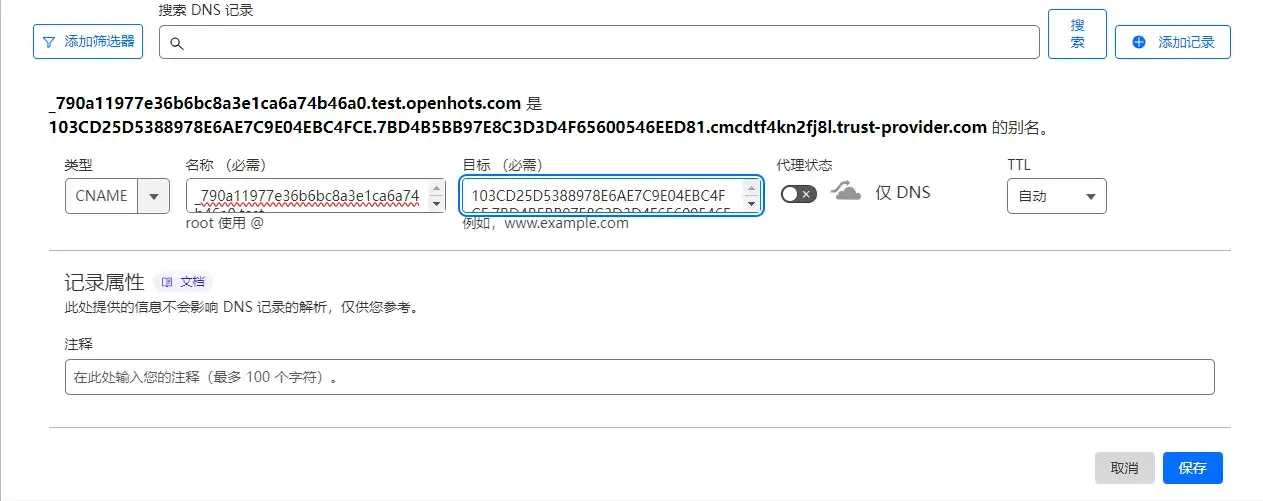 搜索 DNS 记录
添加筛选器
搜
索
添加记录
_790a11977e36b6bc8a3e1ca6a74b46a0.test.openhots.com 是
103CD25D5388978E6AE7C9E04EBC4FCE.7BD4B5BB97E8C3D3D4F65600546EED81.cmcdtf4kn2fj8l.trust-provider.com 的别名。
类型
名称 （必需）
目标 （必需）
代理状态
TTL
CNAME
_790a11977e36b6bc8a3e1ca6a74
103CD25D5388978E6AE7C9E04EBC4F
仅 DNS
自动
root 使用 @
例如，www.example.com
记录属性
文档
此处提供的信息不会影响 DNS 记录的解析，仅供您参考。
注释
在此处输入您的注释（最多 100 个字符）。
取消
保存